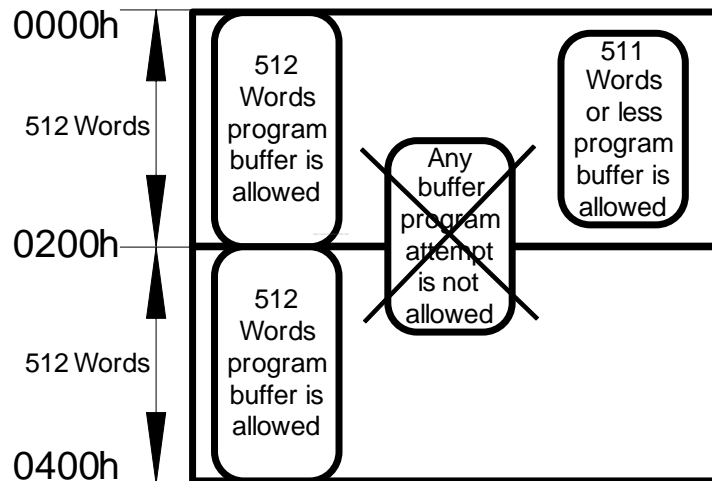 0000h
512 Words
0200h
512 Words
0400h
512
Words
program
buffer is
allowed
512
Words
program
buffer is
allowed
Any
buffer
program
attempt
is not
allowed
511
Words
or less
program
buffer is
allowed